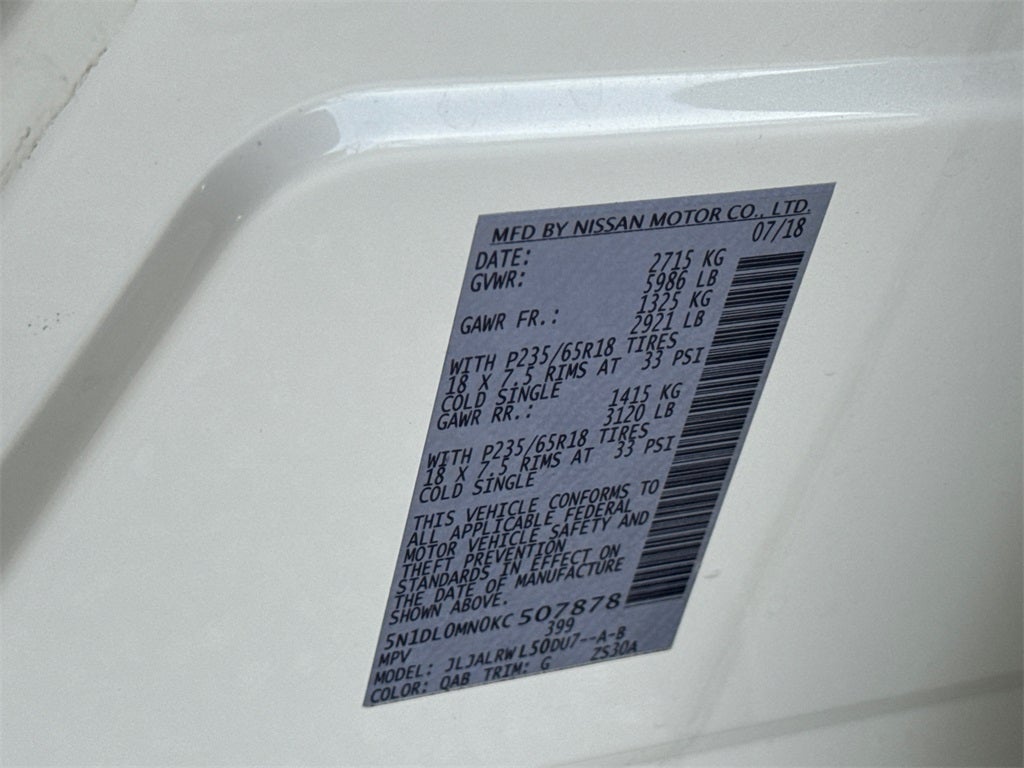 MFD BY NISSAN MOTOR CO., LTD.
DATE: 07/18
GVWR: 2715 KG
5986 LB
GAWR FR.: 1325 KG
2921 LB
WITH P235/65R18 TIRES
18 X 7.5 RIMS AT 33 PSI
COLD SINGLE
GAWR RR.: 1415 KG
3120 LB
WITH P235/65R18 TIRES
18 X 7.5 RIMS AT 33 PSI
COLD SINGLE
THIS VEHICLE CONFORMS TO
ALL APPLICABLE FEDERAL
MOTOR VEHICLE SAFETY AND
THEFT PREVENTION
STANDARDS IN EFFECT ON
THE DATE OF MANUFACTURE
SHOWN ABOVE.
5N1DL0MN0KC507878
MPV 399
MODEL: JLJALRWL50DU7--A-B
COLOR: QAB TRIM: G ZS30A